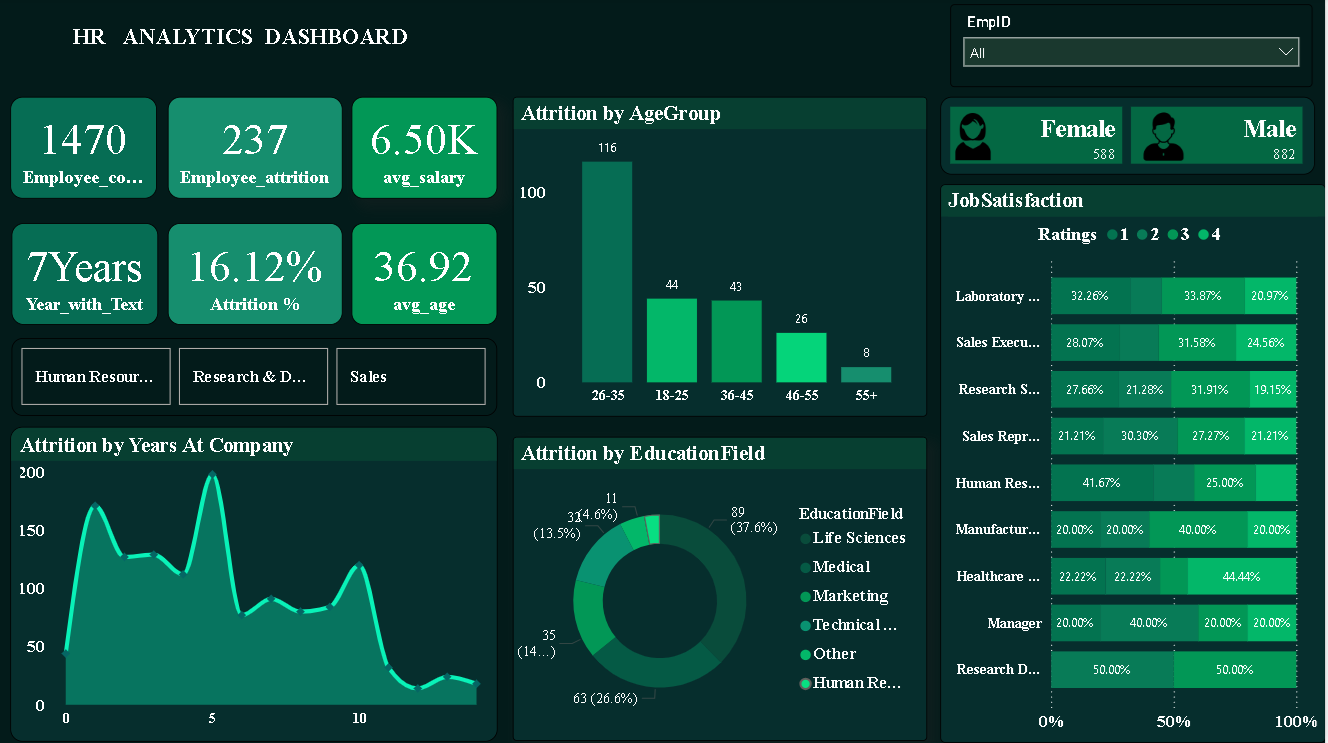 HR ANALYTICS DASHBOARD
EmpID
All
1470
Employee_co...
237
Employee_attrition
6.50K
avg_salary
7Years
Year_with_Text
16.12%
Attrition %
36.92
avg_age
Human Resour...
Research & D...
Sales
Attrition by AgeGroup
100
50
0
116
44
43
26
8
26-35
18-25
36-45
46-55
55+
Female
588
Male
882
Attrition by Years At Company
200
150
100
50
0
0
5
10
Attrition by EducationField
89
(37.6%)
63 (26.6%)
35
(14...)
32
(13.5%)
11
(4.6%)
EducationField
Life Sciences
Medical
Marketing
Technical ...
Other
Human Re...
JobSatisfaction
Ratings 1 2 3 4
Laboratory ... 32.26% 33.87% 20.97%
Sales Execu... 28.07% 31.58% 24.56%
Research S... 27.66% 21.28% 31.91% 19.15%
Sales Repr... 21.21% 30.30% 27.27% 21.21%
Human Res... 41.67% 25.00%
Manufactur... 20.00% 20.00% 40.00% 20.00%
Healthcare ... 22.22% 22.22% 44.44%
Manager 20.00% 40.00% 20.00% 20.00%
Research D... 50.00% 50.00%
0% 50% 100%